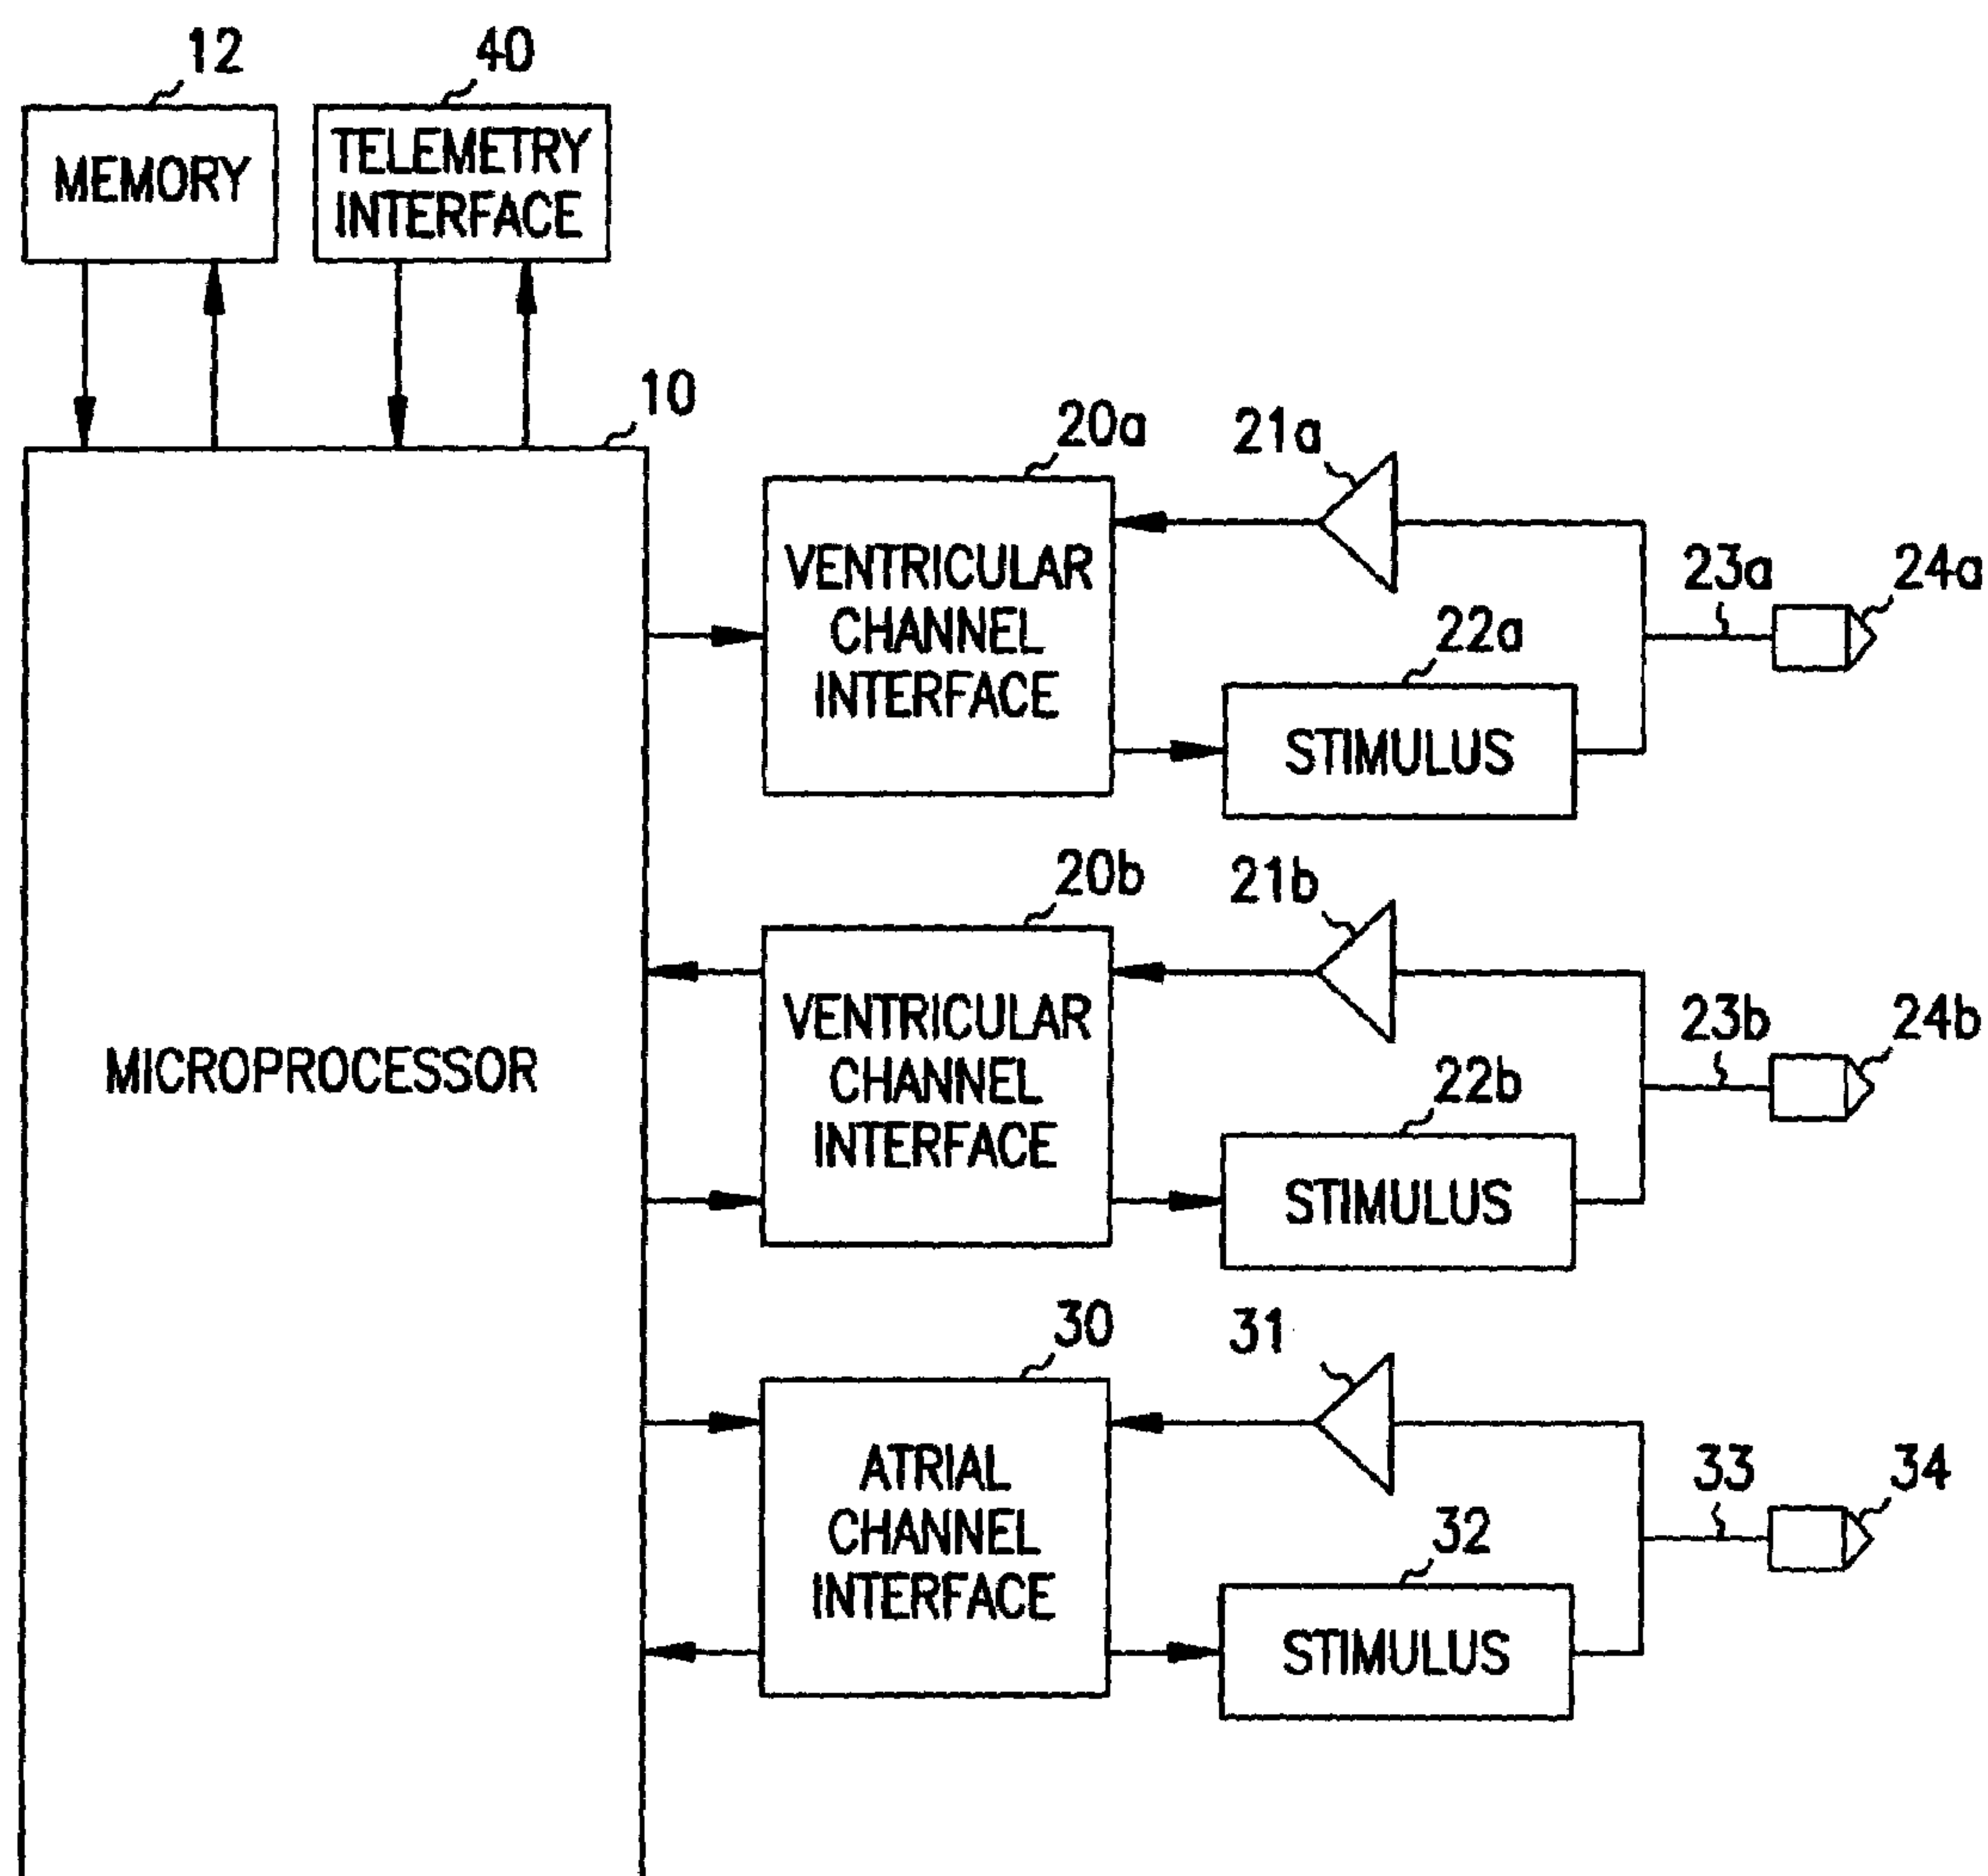 12
40
MEMORY
TELEMETRY
INTERFACE
10
20a
21a
VENTRICULAR
CHANNEL
INTERFACE
23a
24a
22a
STIMULUS
20b
21b
VENTRICULAR
CHANNEL
INTERFACE
23b
24b
22b
STIMULUS
MICROPROCESSOR
30
31
ATRIAL
CHANNEL
INTERFACE
33
34
32
STIMULUS